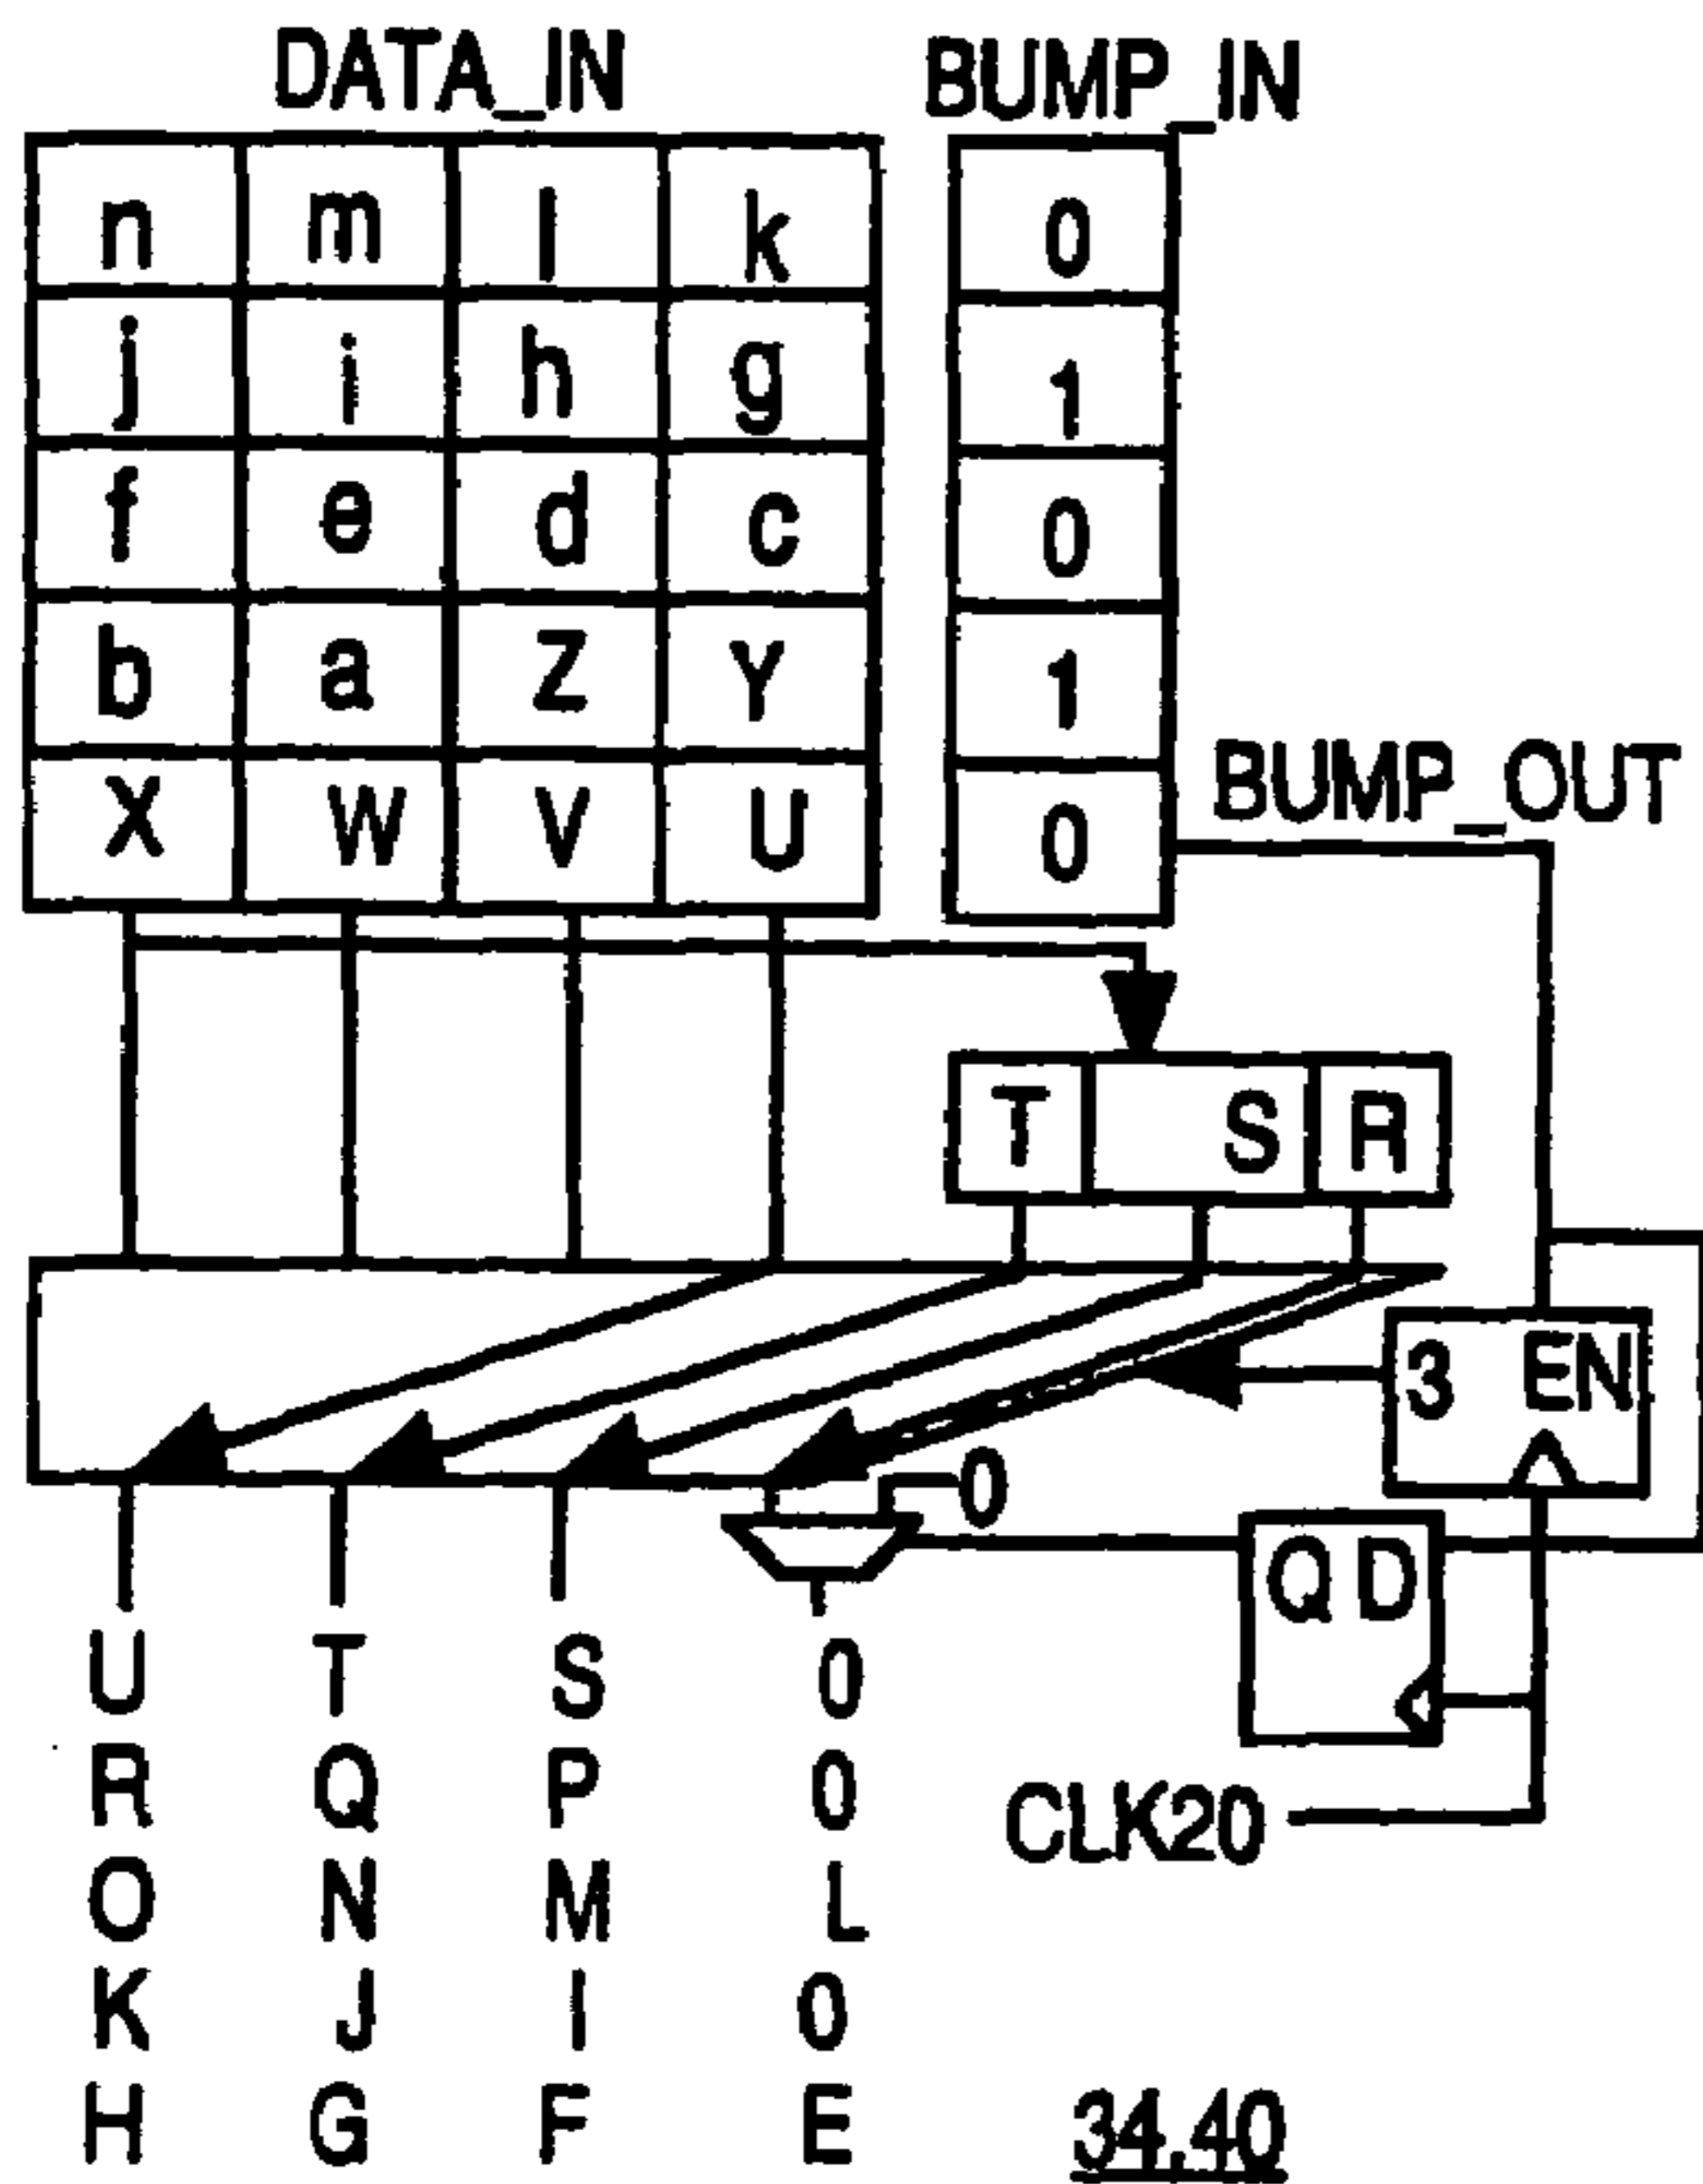 DATA_IN BUMP_IN
n m l k 0
j i h g 1
f e d c 0
b a Z Y 1
BUMP_OUT
X W V U 0
T S R
3 EN
0
Q D
U T S 0
R Q P 0
CLK20
O N M L
K J I 0
H G F E
34,40